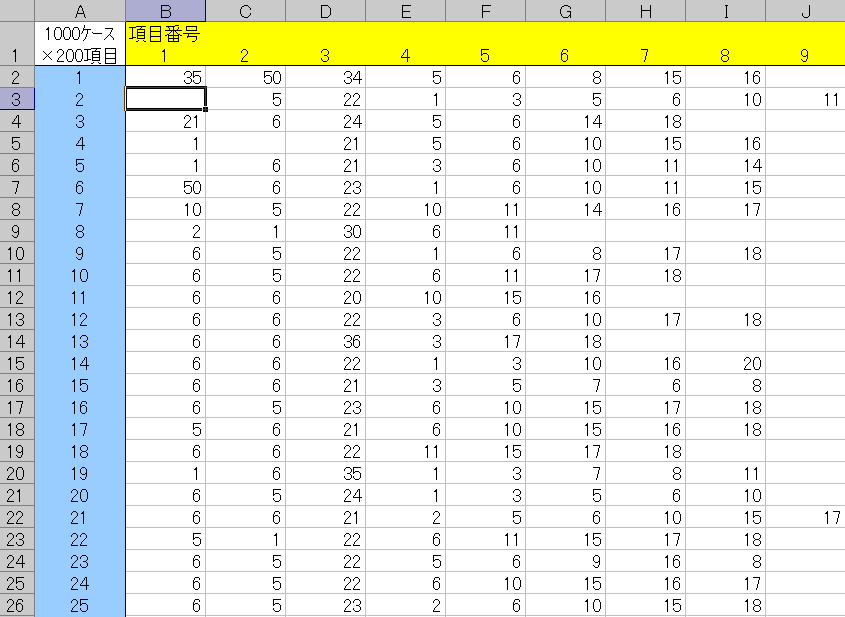 A B C D E F G H I J
1000ケース 項目番号
1 ×200項目 1 2 3 4 5 6 7 8 9
2 1 35 50 34 5 6 8 15 16
3 2 5 22 1 3 5 6 10 11
4 3 21 6 24 5 6 14 18
5 4 1 21 5 6 10 15 16
6 5 1 6 21 3 6 10 11 14
7 6 50 6 23 1 6 10 11 15
8 7 10 5 22 10 11 14 16 17
9 8 2 1 30 6 11
10 9 6 5 22 1 6 8 17 18
11 10 6 5 22 6 11 17 18
12 11 6 6 20 10 15 16
13 12 6 6 22 3 6 10 17 18
14 13 6 6 36 3 17 18
15 14 6 6 22 1 3 10 16 20
16 15 6 6 21 3 5 7 6 8
17 16 6 5 23 6 10 15 17 18
18 17 5 6 21 6 10 15 16 18
19 18 6 6 22 11 15 17 18
20 19 1 6 35 1 3 7 8 11
21 20 6 5 24 1 3 5 6 10
22 21 6 6 21 2 5 6 10 15 17
23 22 5 1 22 6 11 15 17 18
24 23 6 5 22 5 6 9 16 8
25 24 6 5 22 6 10 15 16 17
26 25 6 5 23 2 6 10 15 18